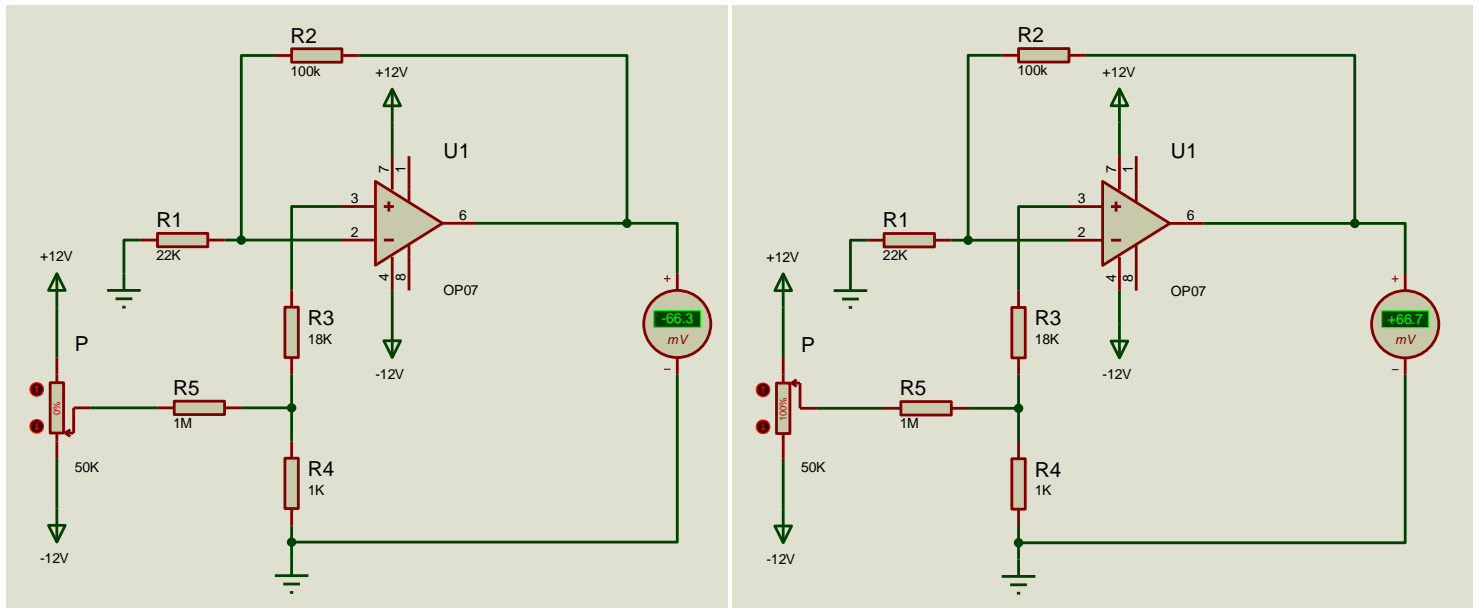 R2
100k
+12V
U1
7
1
3
6
2
4
8
OP07
-12V
R1
22K
+12V
P
0%
50K
-12V
R3
18K
R5
1M
R4
1K
+
-66.3
mV
−
R2
100k
+12V
U1
7
1
3
6
2
4
8
OP07
-12V
R1
22K
+12V
P
100%
50K
-12V
R3
18K
R5
1M
R4
1K
+
+66.7
mV
−